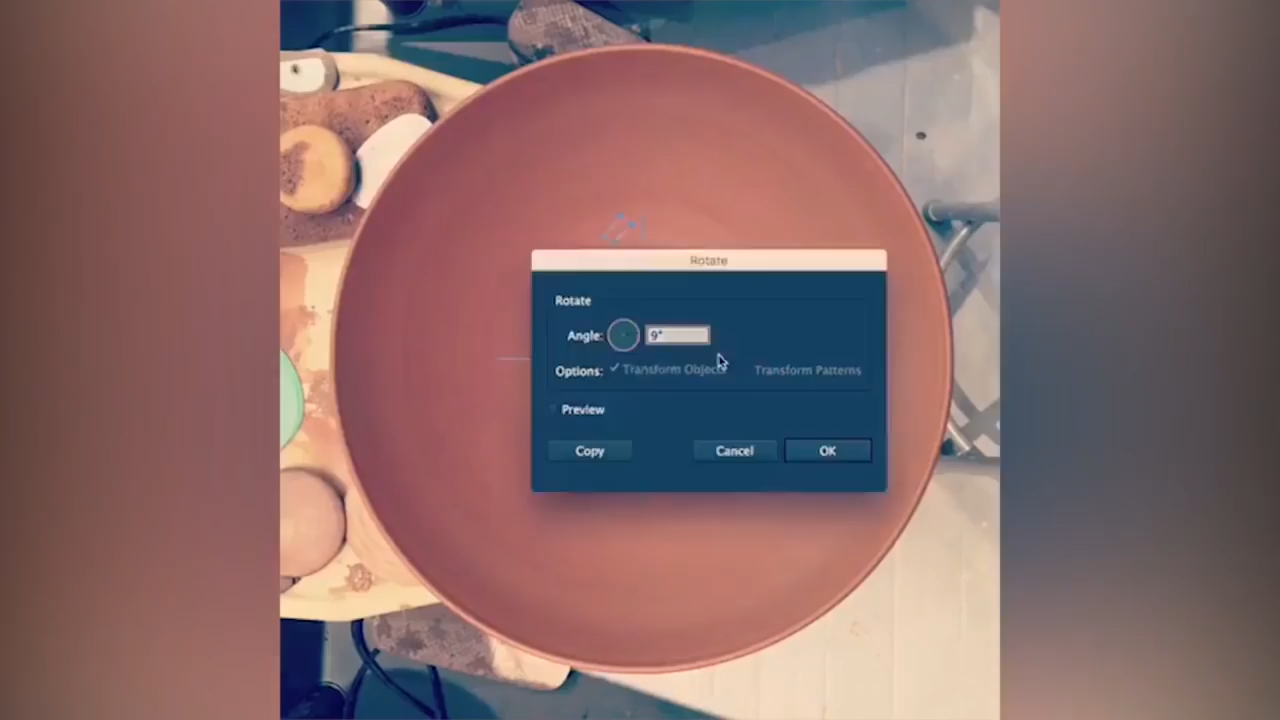 Rotate
Rotate
Angle: 9°
Options: ✓ Transform Objects Transform Patterns
Preview
Copy Cancel OK